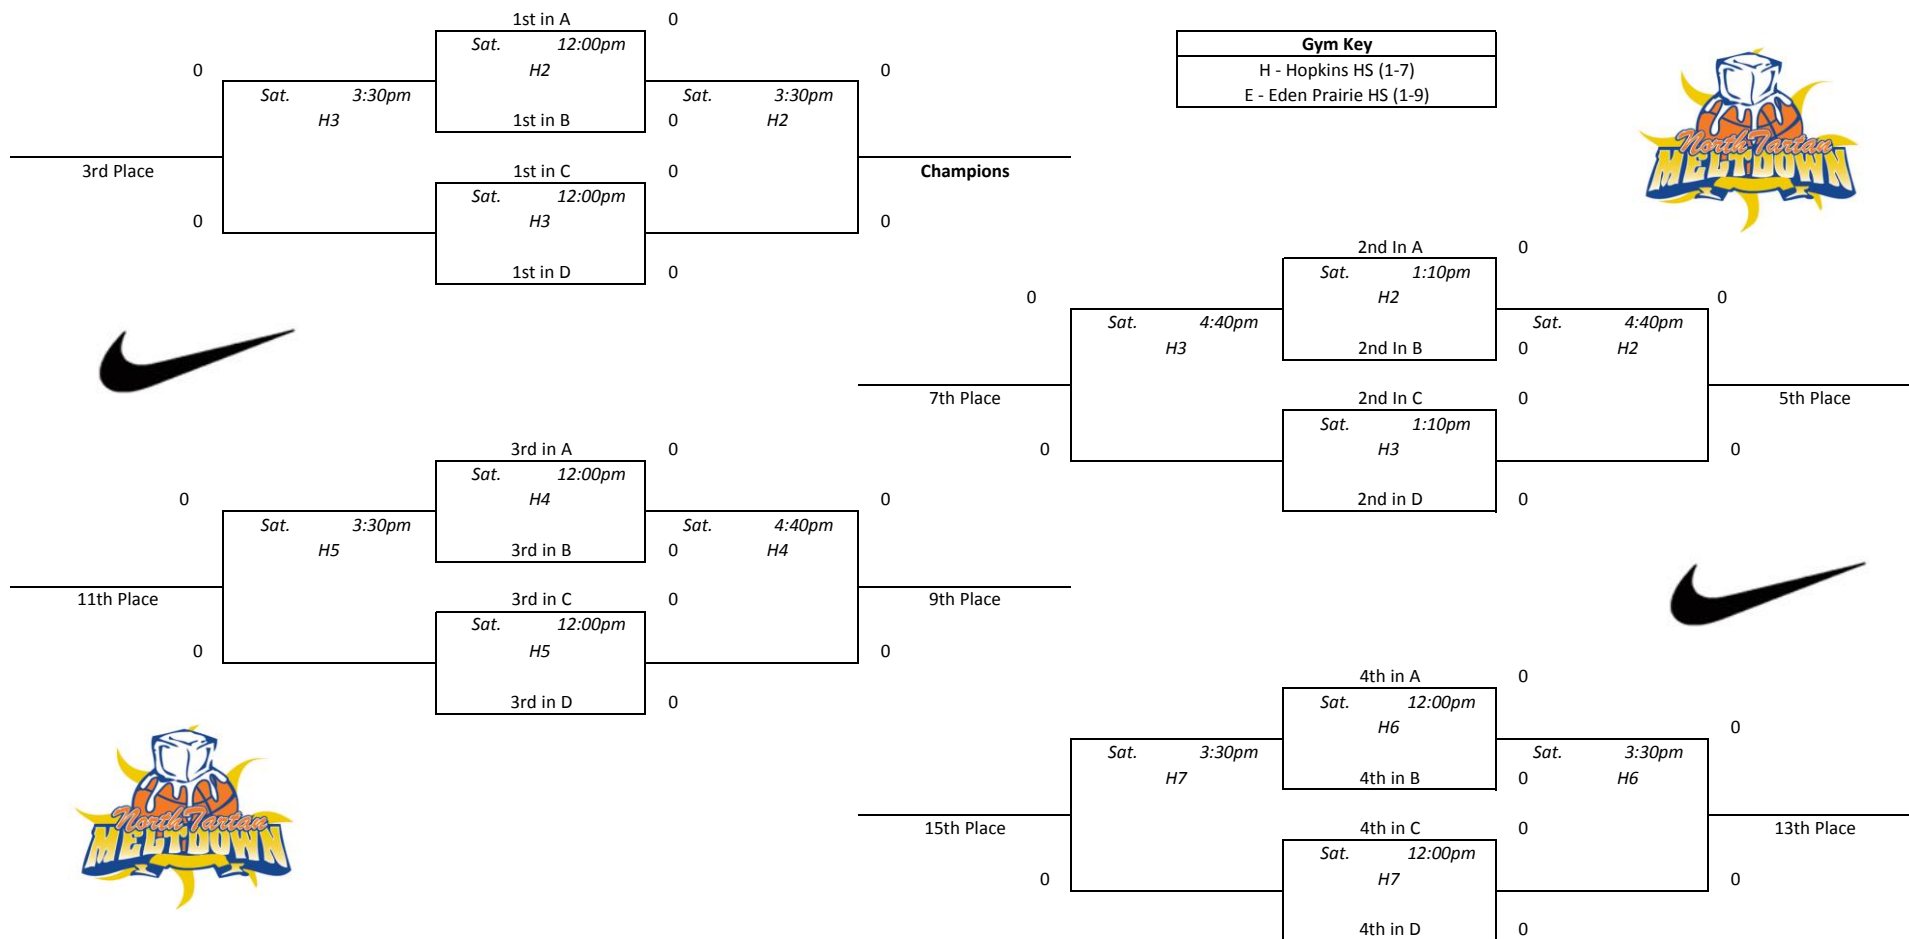 1st in A 0
Sat. 12:00pm
Gym Key
0 H2 0
H - Hopkins HS (1-7)
Sat. 3:30pm Sat. 3:30pm
E - Eden Prairie HS (1-9)
H3 1st in B 0 H2
North Tartan
MELTDOWN
3rd Place 1st in C 0 Champions
Sat. 12:00pm
0 H3 0
2nd In A 0
1st in D 0 Sat. 1:10pm
0 H2 0
Sat. 4:40pm Sat. 4:40pm
H3 2nd In B 0 H2
7th Place 2nd In C 0 5th Place
Sat. 1:10pm
3rd in A 0 0 H3 0
Sat. 12:00pm
0 H4 0 2nd in D 0
Sat. 3:30pm Sat. 4:40pm
H5 3rd in B 0 H4
11th Place 3rd in C 0 9th Place
Sat. 12:00pm
0 H5 0
4th in A 0
3rd in D 0 Sat. 12:00pm
H6 0
Sat. 3:30pm Sat. 3:30pm
H7 4th in B 0 H6
North Tartan
MELTDOWN
15th Place 4th in C 0 13th Place
Sat. 12:00pm
0 H7 0
4th in D 0